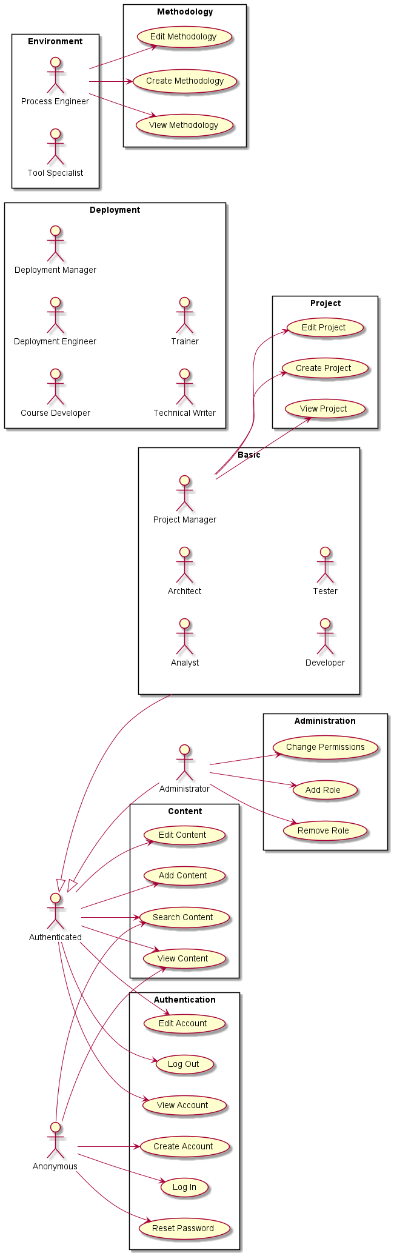 Methodology
Edit Methodology
Create Methodology
View Methodology
Environment
Process Engineer
Tool Specialist
Deployment
Deployment Manager
Deployment Engineer
Trainer
Course Developer
Technical Writer
Project
Edit Project
Create Project
View Project
Basic
Project Manager
Architect
Tester
Analyst
Developer
Administration
Change Permissions
Add Role
Remove Role
Administrator
Content
Edit Content
Add Content
Search Content
View Content
Authenticated
Authentication
Edit Account
Log Out
View Account
Create Account
Log In
Reset Password
Anonymous